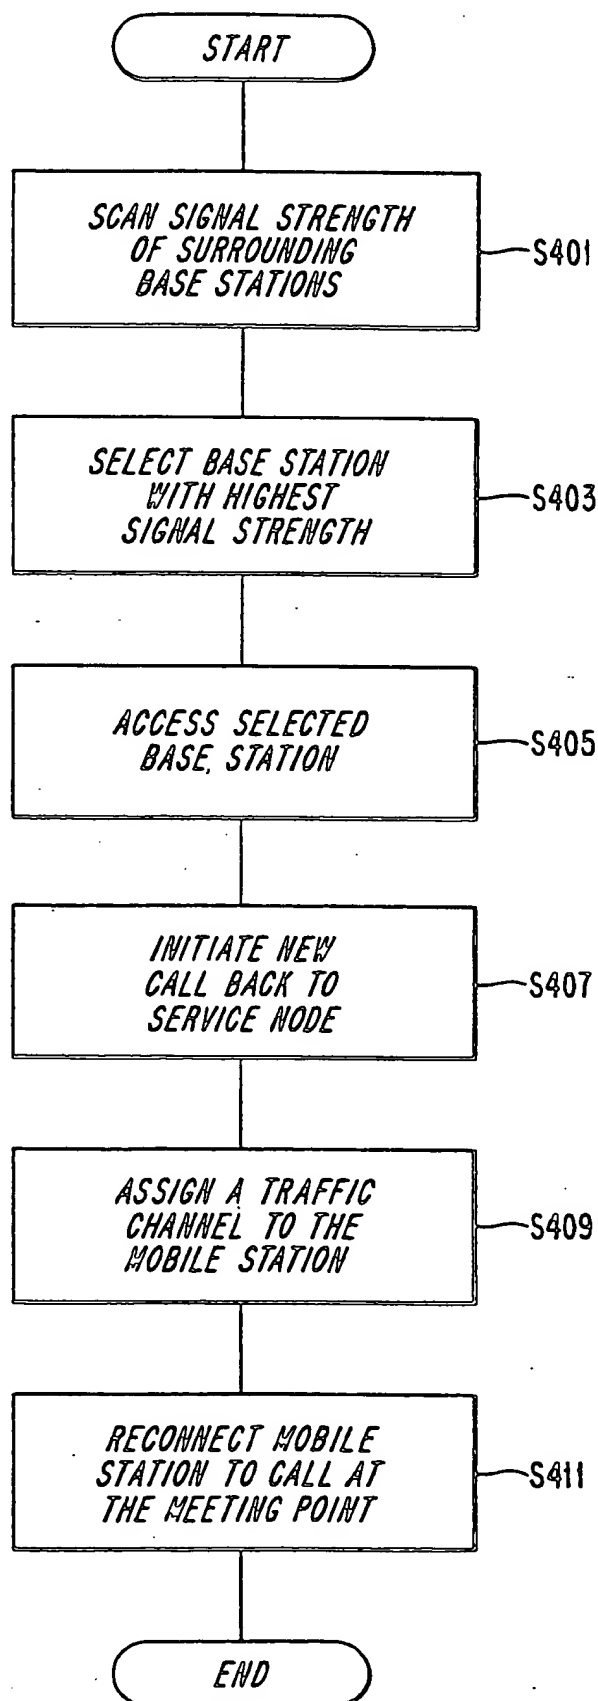 START
SCAN SIGNAL STRENGTH
OF SURROUNDING
BASE STATIONS
S401
SELECT BASE STATION
WITH HIGHEST
SIGNAL STRENGTH
S403
ACCESS SELECTED
BASE STATION
S405
INITIATE NEW
CALL BACK TO
SERVICE NODE
S407
ASSIGN A TRAFFIC
CHANNEL TO THE
MOBILE STATION
S409
RECONNECT MOBILE
STATION TO CALL AT
THE MEETING POINT
S411
END